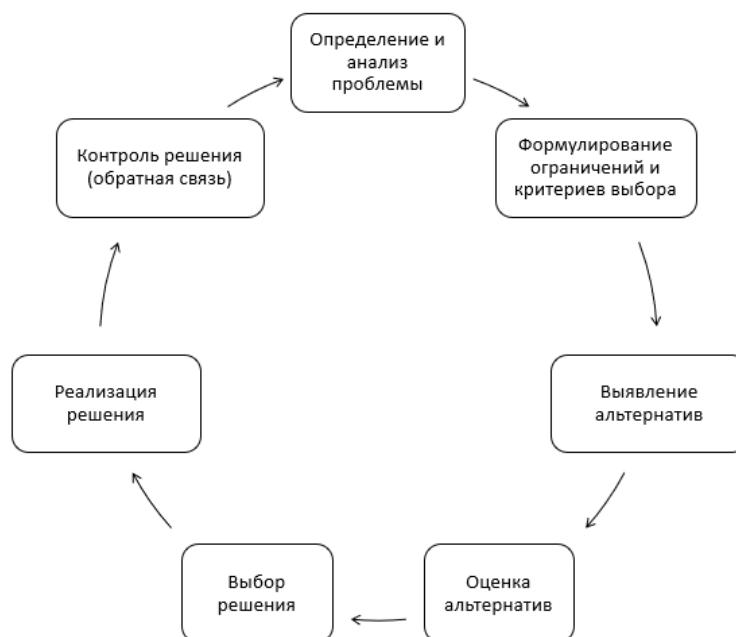 Определение и
анализ
проблемы
Формулирование
ограничений и
критериев выбора
Выявление
альтернатив
Оценка
альтернатив
Выбор
решения
Реализация
решения
Контроль решения
(обратная связь)